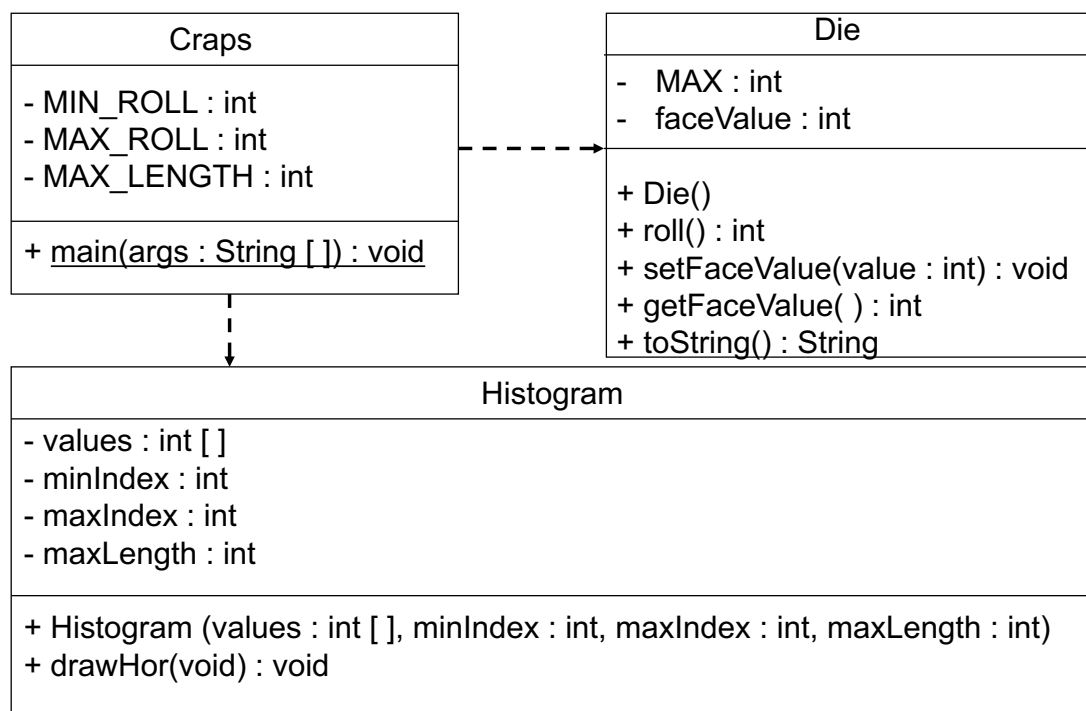 Craps
- MIN_ROLL : int
- MAX_ROLL : int
- MAX_LENGTH : int
+ main(args : String [ ]) : void
Die
- MAX : int
- faceValue : int
+ Die()
+ roll() : int
+ setFaceValue(value : int) : void
+ getFaceValue( ) : int
+ toString() : String
Histogram
- values : int [ ]
- minIndex : int
- maxIndex : int
- maxLength : int
+ Histogram (values : int [ ], minIndex : int, maxIndex : int, maxLength : int)
+ drawHor(void) : void